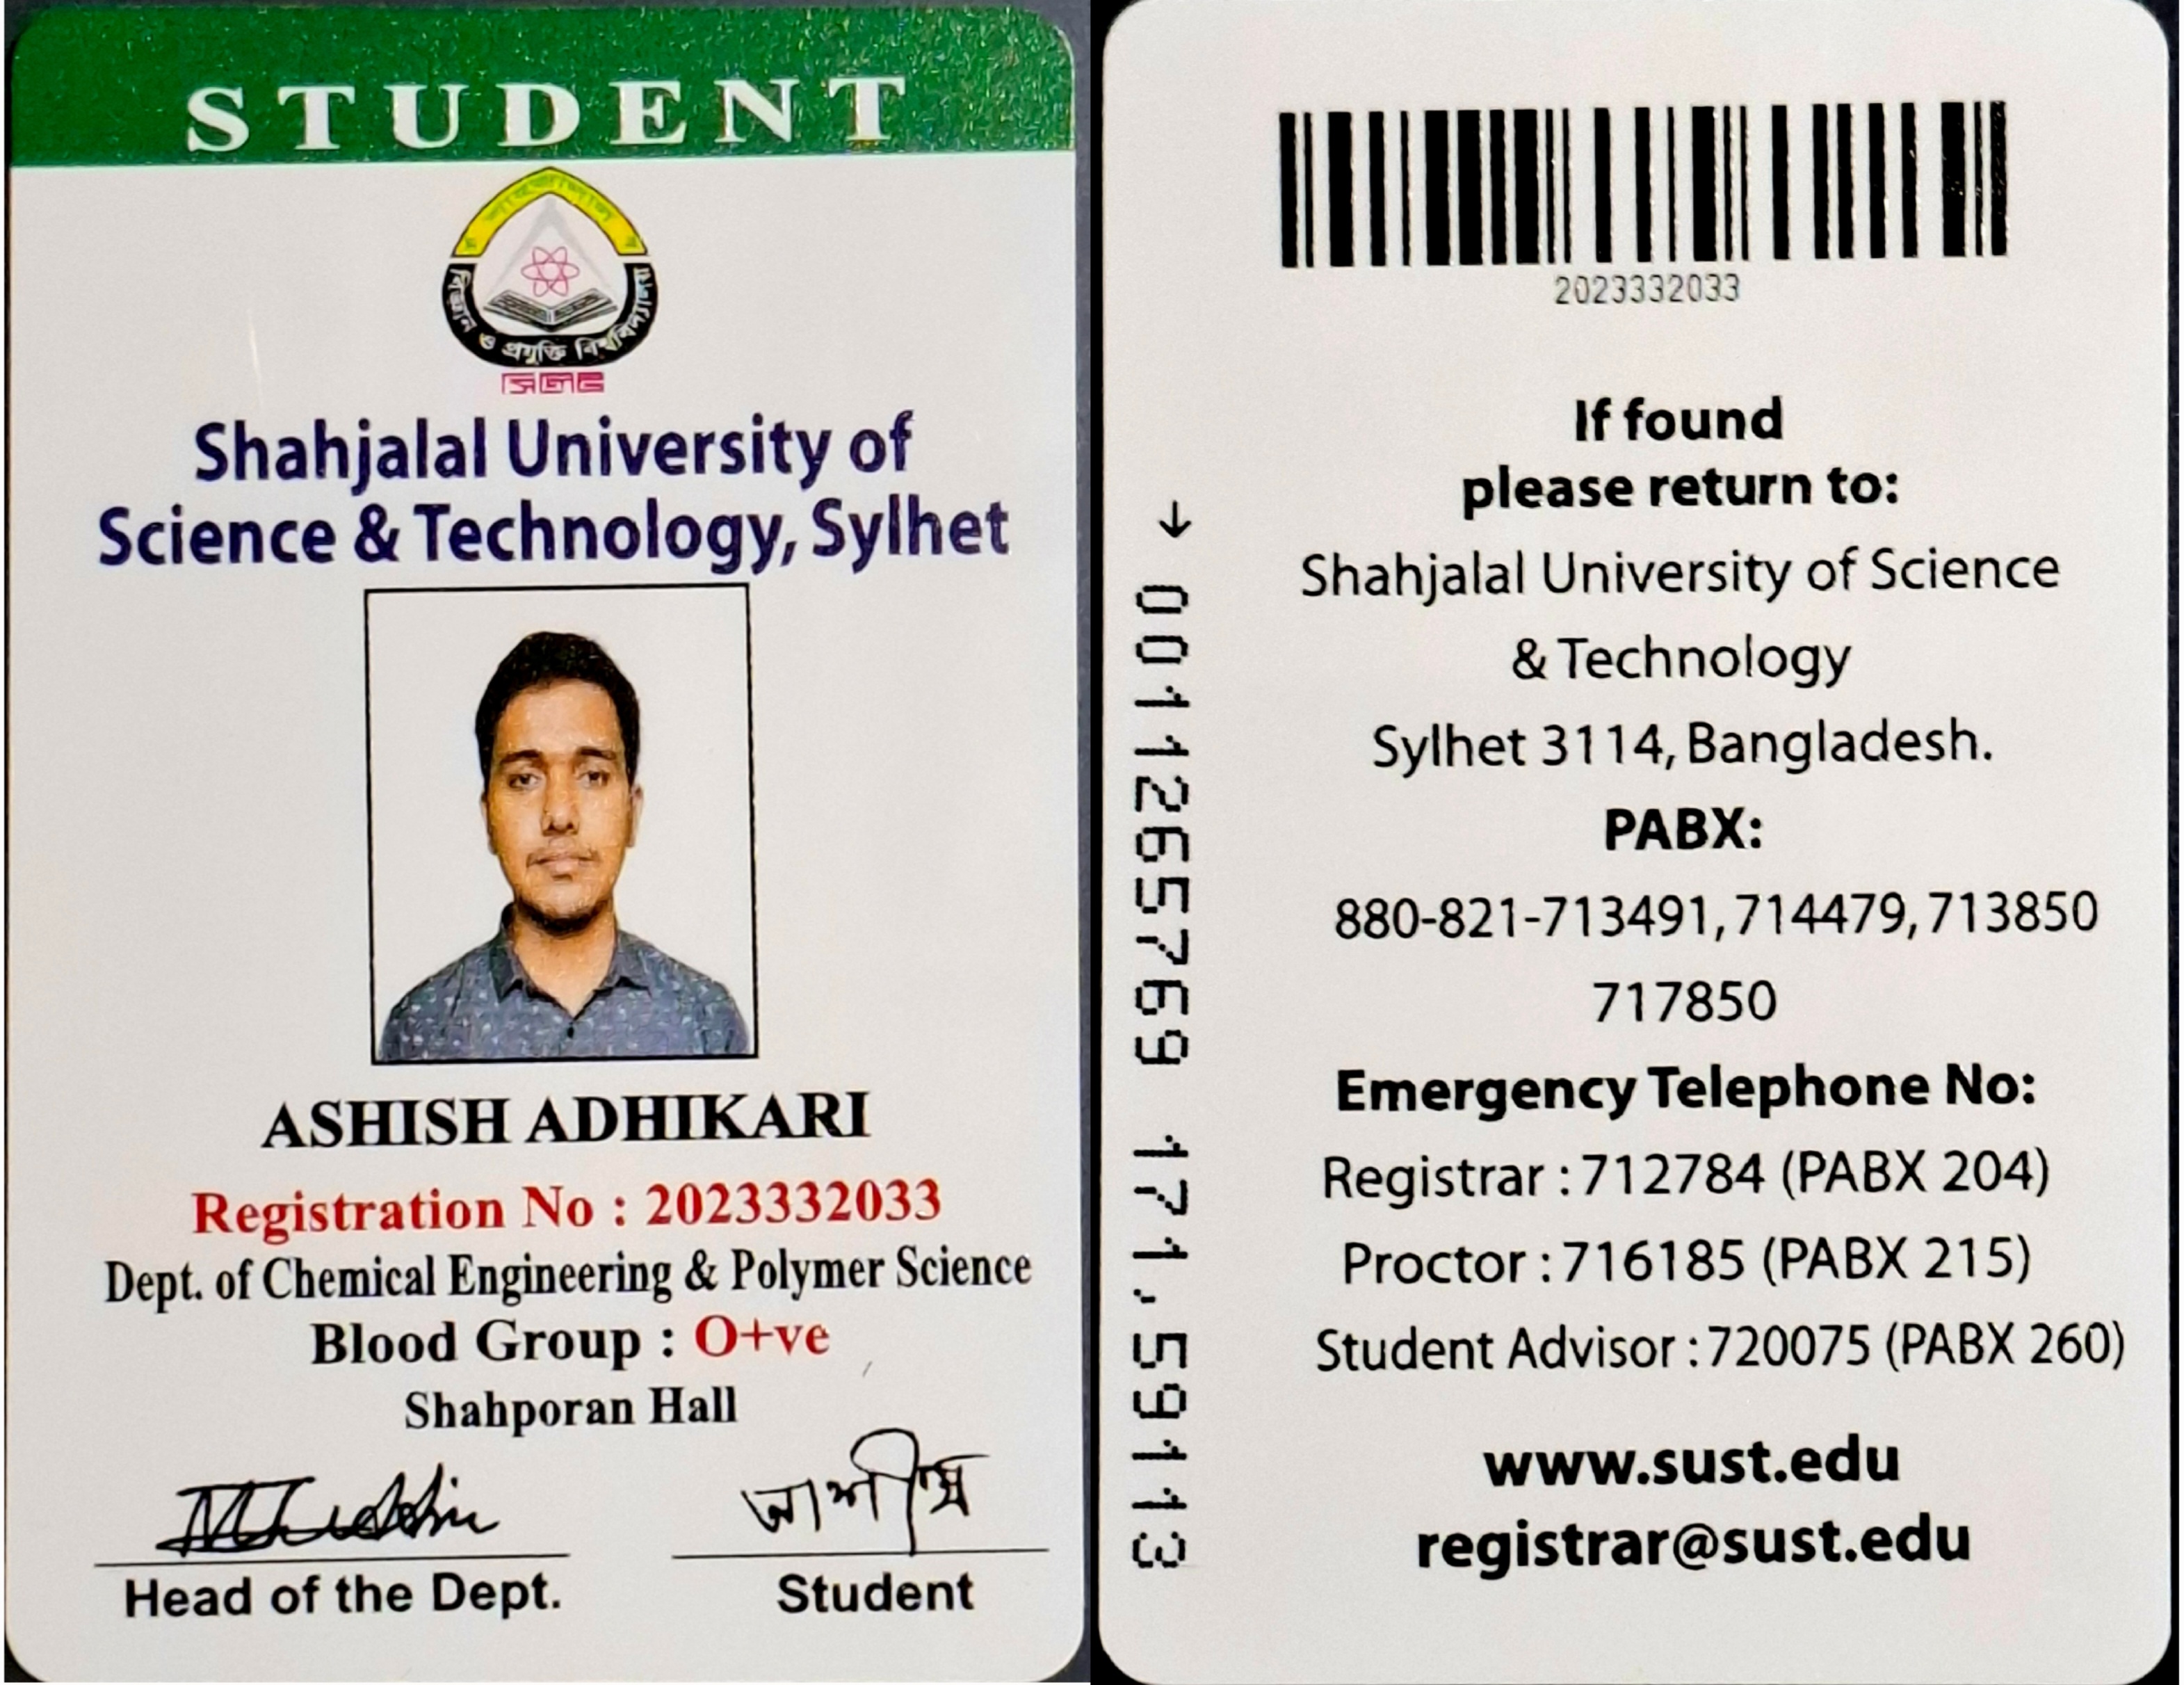 STUDENT
বিজ্ঞান ও প্রযুক্তি বিশ্ববিদ্যালয়
সিলেট
Shahjalal University of
Science & Technology, Sylhet
ASHISH ADHIKARI
Registration No : 2023332033
Dept. of Chemical Engineering & Polymer Science
Blood Group : O+ve
Shahporan Hall
আশীষ
Head of the Dept.
Student
2023332033
If found
please return to:
Shahjalal University of Science
& Technology
Sylhet 3114, Bangladesh.
PABX:
880-821-713491, 714479, 713850
717850
Emergency Telephone No:
Registrar : 712784 (PABX 204)
Proctor : 716185 (PABX 215)
Student Advisor : 720075 (PABX 260)
www.sust.edu
registrar@sust.edu
↓ 0011265769 171,59113